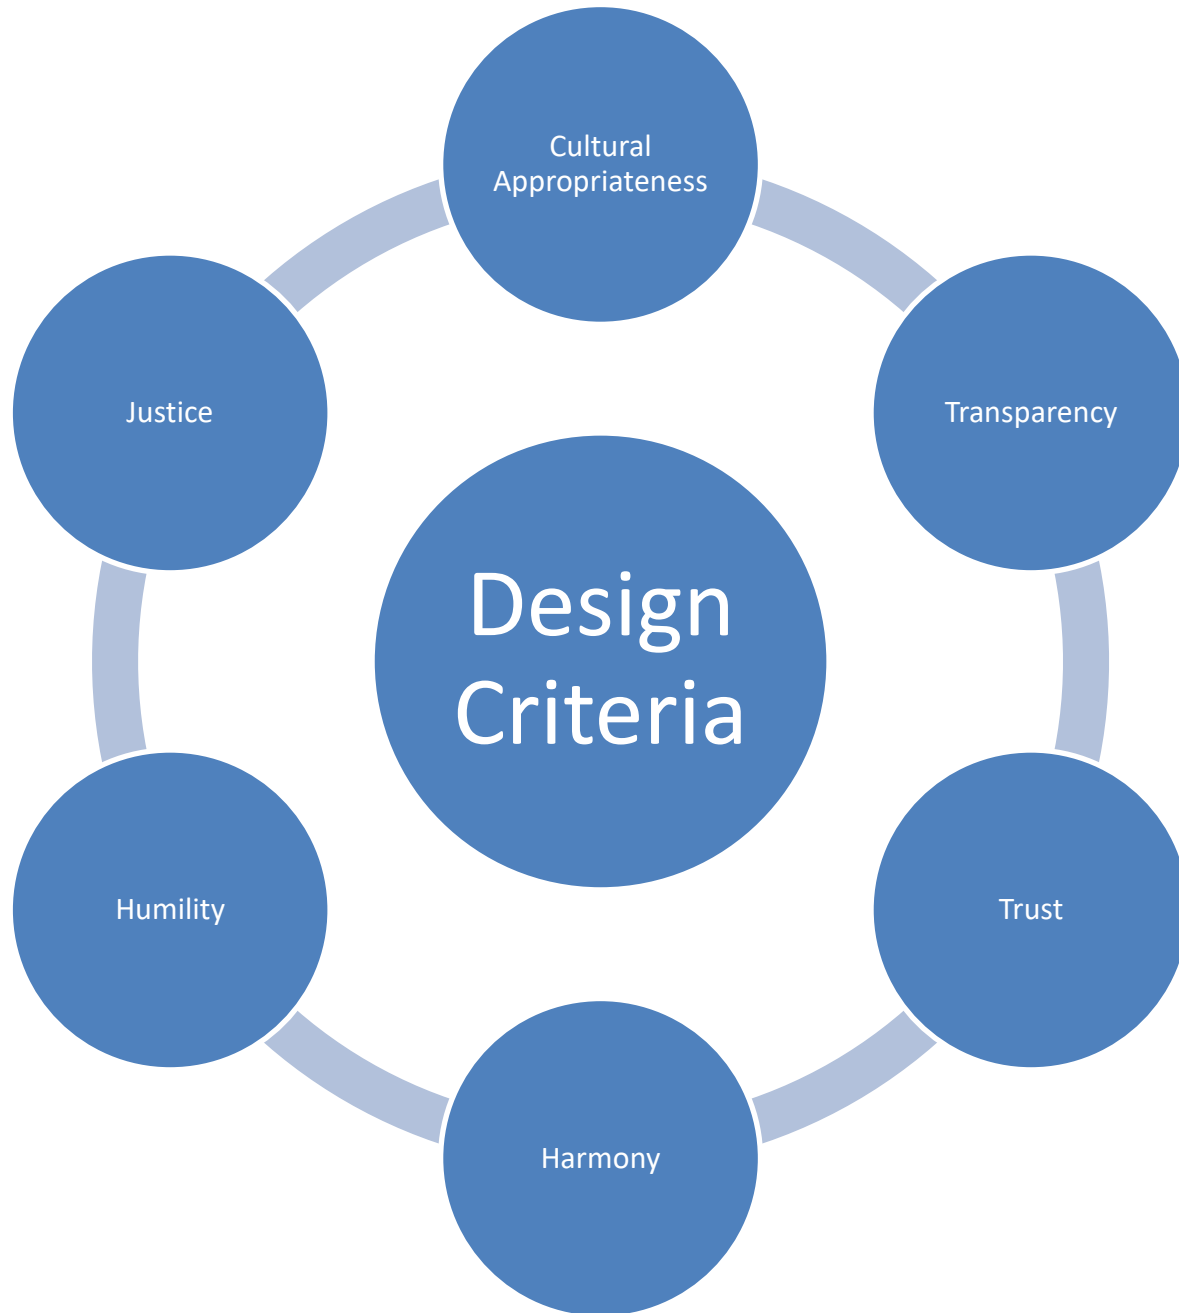 Cultural
Appropriateness
Justice
Transparency
Design
Criteria
Humility
Trust
Harmony